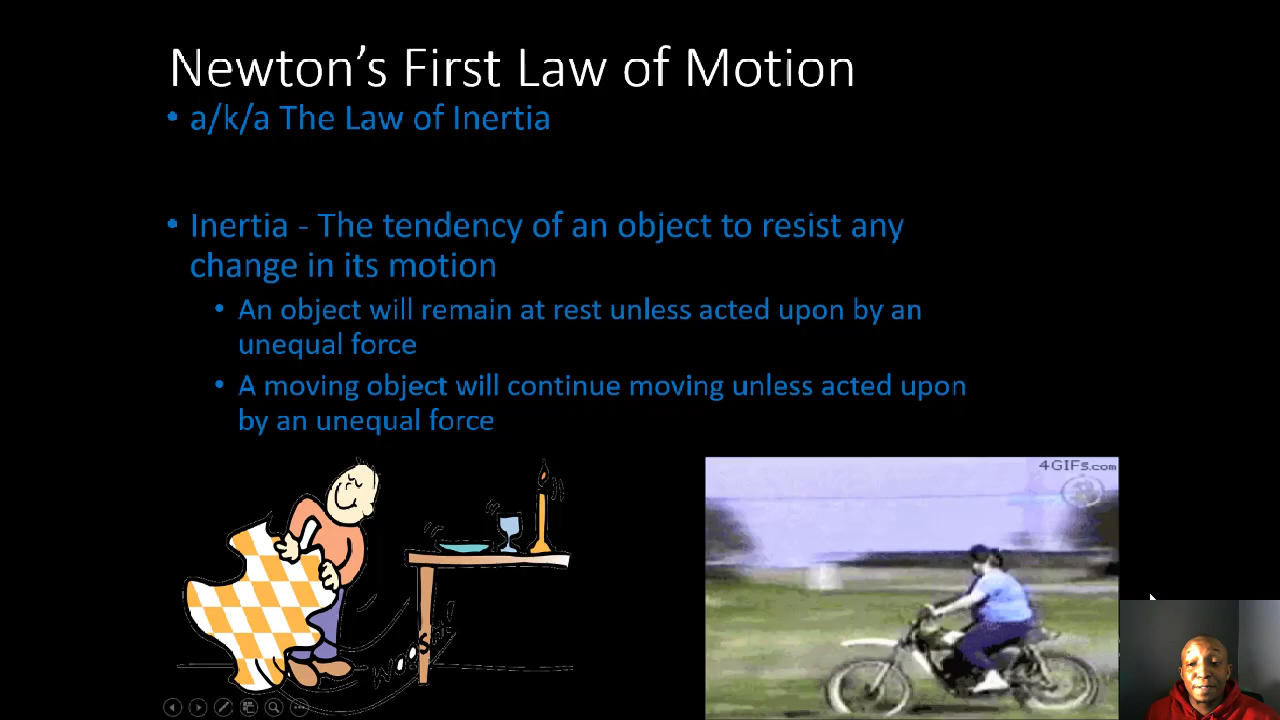 Newton's First Law of Motion
• a/k/a The Law of Inertia
• Inertia - The tendency of an object to resist any
change in its motion
• An object will remain at rest unless acted upon by an
unequal force
• A moving object will continue moving unless acted upon
by an unequal force
4GIFs.com